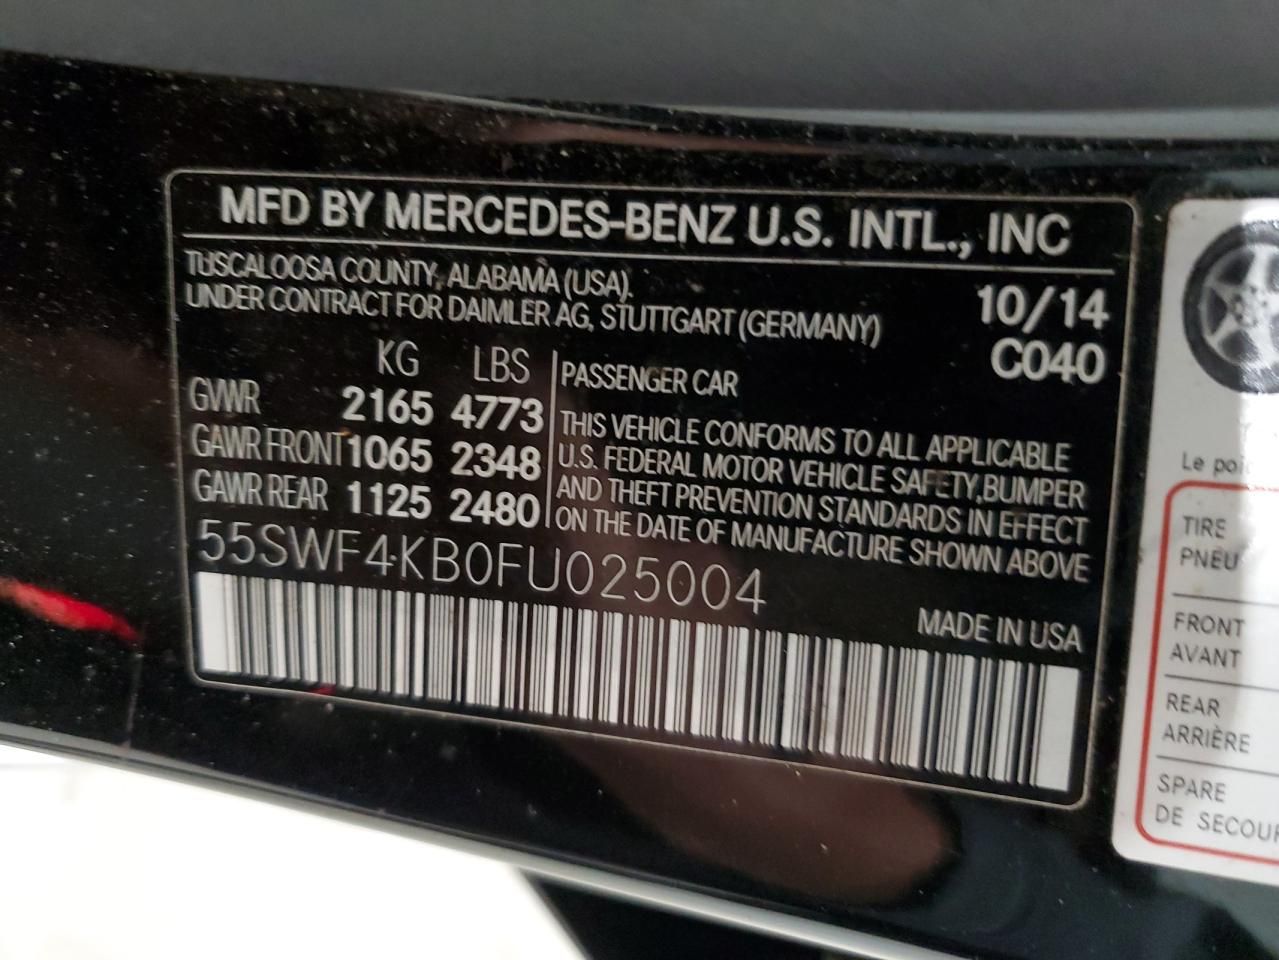 MFD BY MERCEDES-BENZ U.S. INTL., INC
TUSCALOOSA COUNTY, ALABAMA (USA).
UNDER CONTRACT FOR DAIMLER AG, STUTTGART (GERMANY)
10/14
C040
KG LBS
GVWR 2165 4773
GAWR FRONT 1065 2348
GAWR REAR 1125 2480
PASSENGER CAR
THIS VEHICLE CONFORMS TO ALL APPLICABLE
U.S. FEDERAL MOTOR VEHICLE SAFETY,BUMPER
AND THEFT PREVENTION STANDARDS IN EFFECT
ON THE DATE OF MANUFACTURE SHOWN ABOVE
55SWF4KB0FU025004
MADE IN USA
Le
TIRE
PNEU
FRONT
AVANT
REAR
ARRIÈRE
SPARE
DE